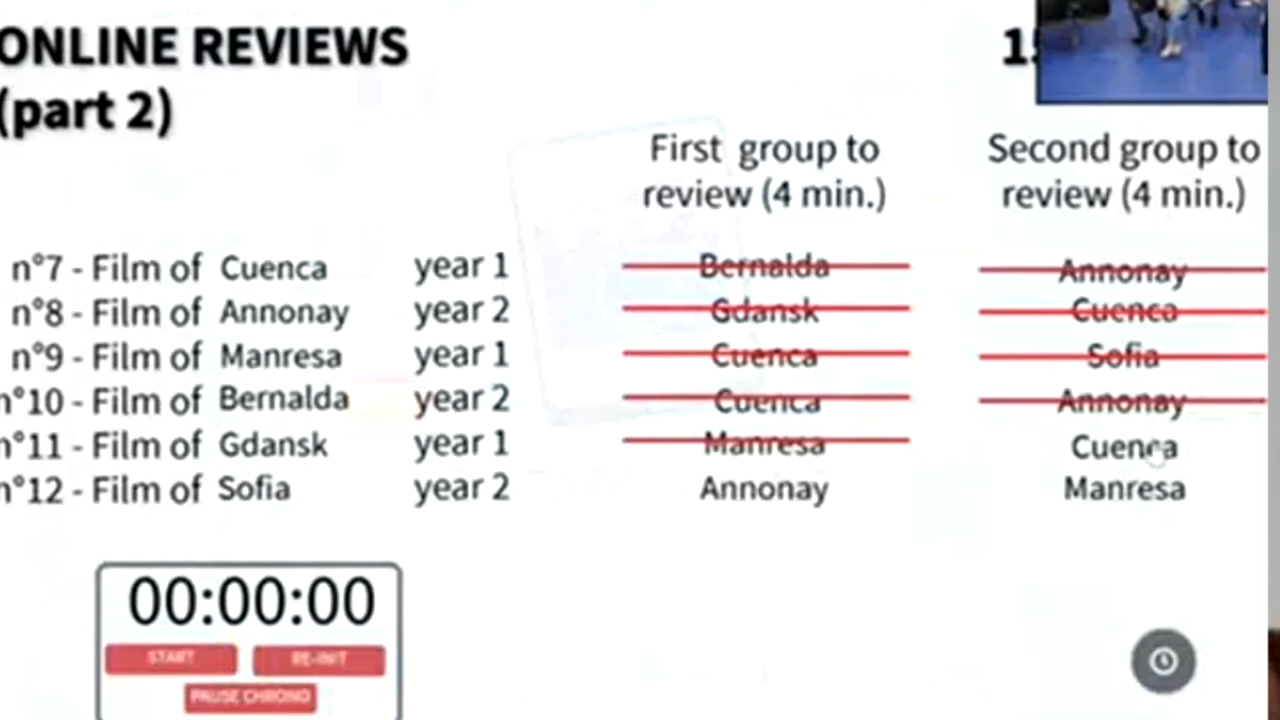 ONLINE REVIEWS
(part 2)
First group to
review (4 min.)
Second group to
review (4 min.)
n°7 - Film of Cuenca year 1 Bernalda Annonay
n°8 - Film of Annonay year 2 Gdansk Cuenca
n°9 - Film of Manresa year 1 Cuenca Sofia
n°10 - Film of Bernalda year 2 Cuenca Annonay
n°11 - Film of Gdansk year 1 Manresa Cuenca
n°12 - Film of Sofia year 2 Annonay Manresa
00:00:00
START RE-INIT
PAUSE CHRONO